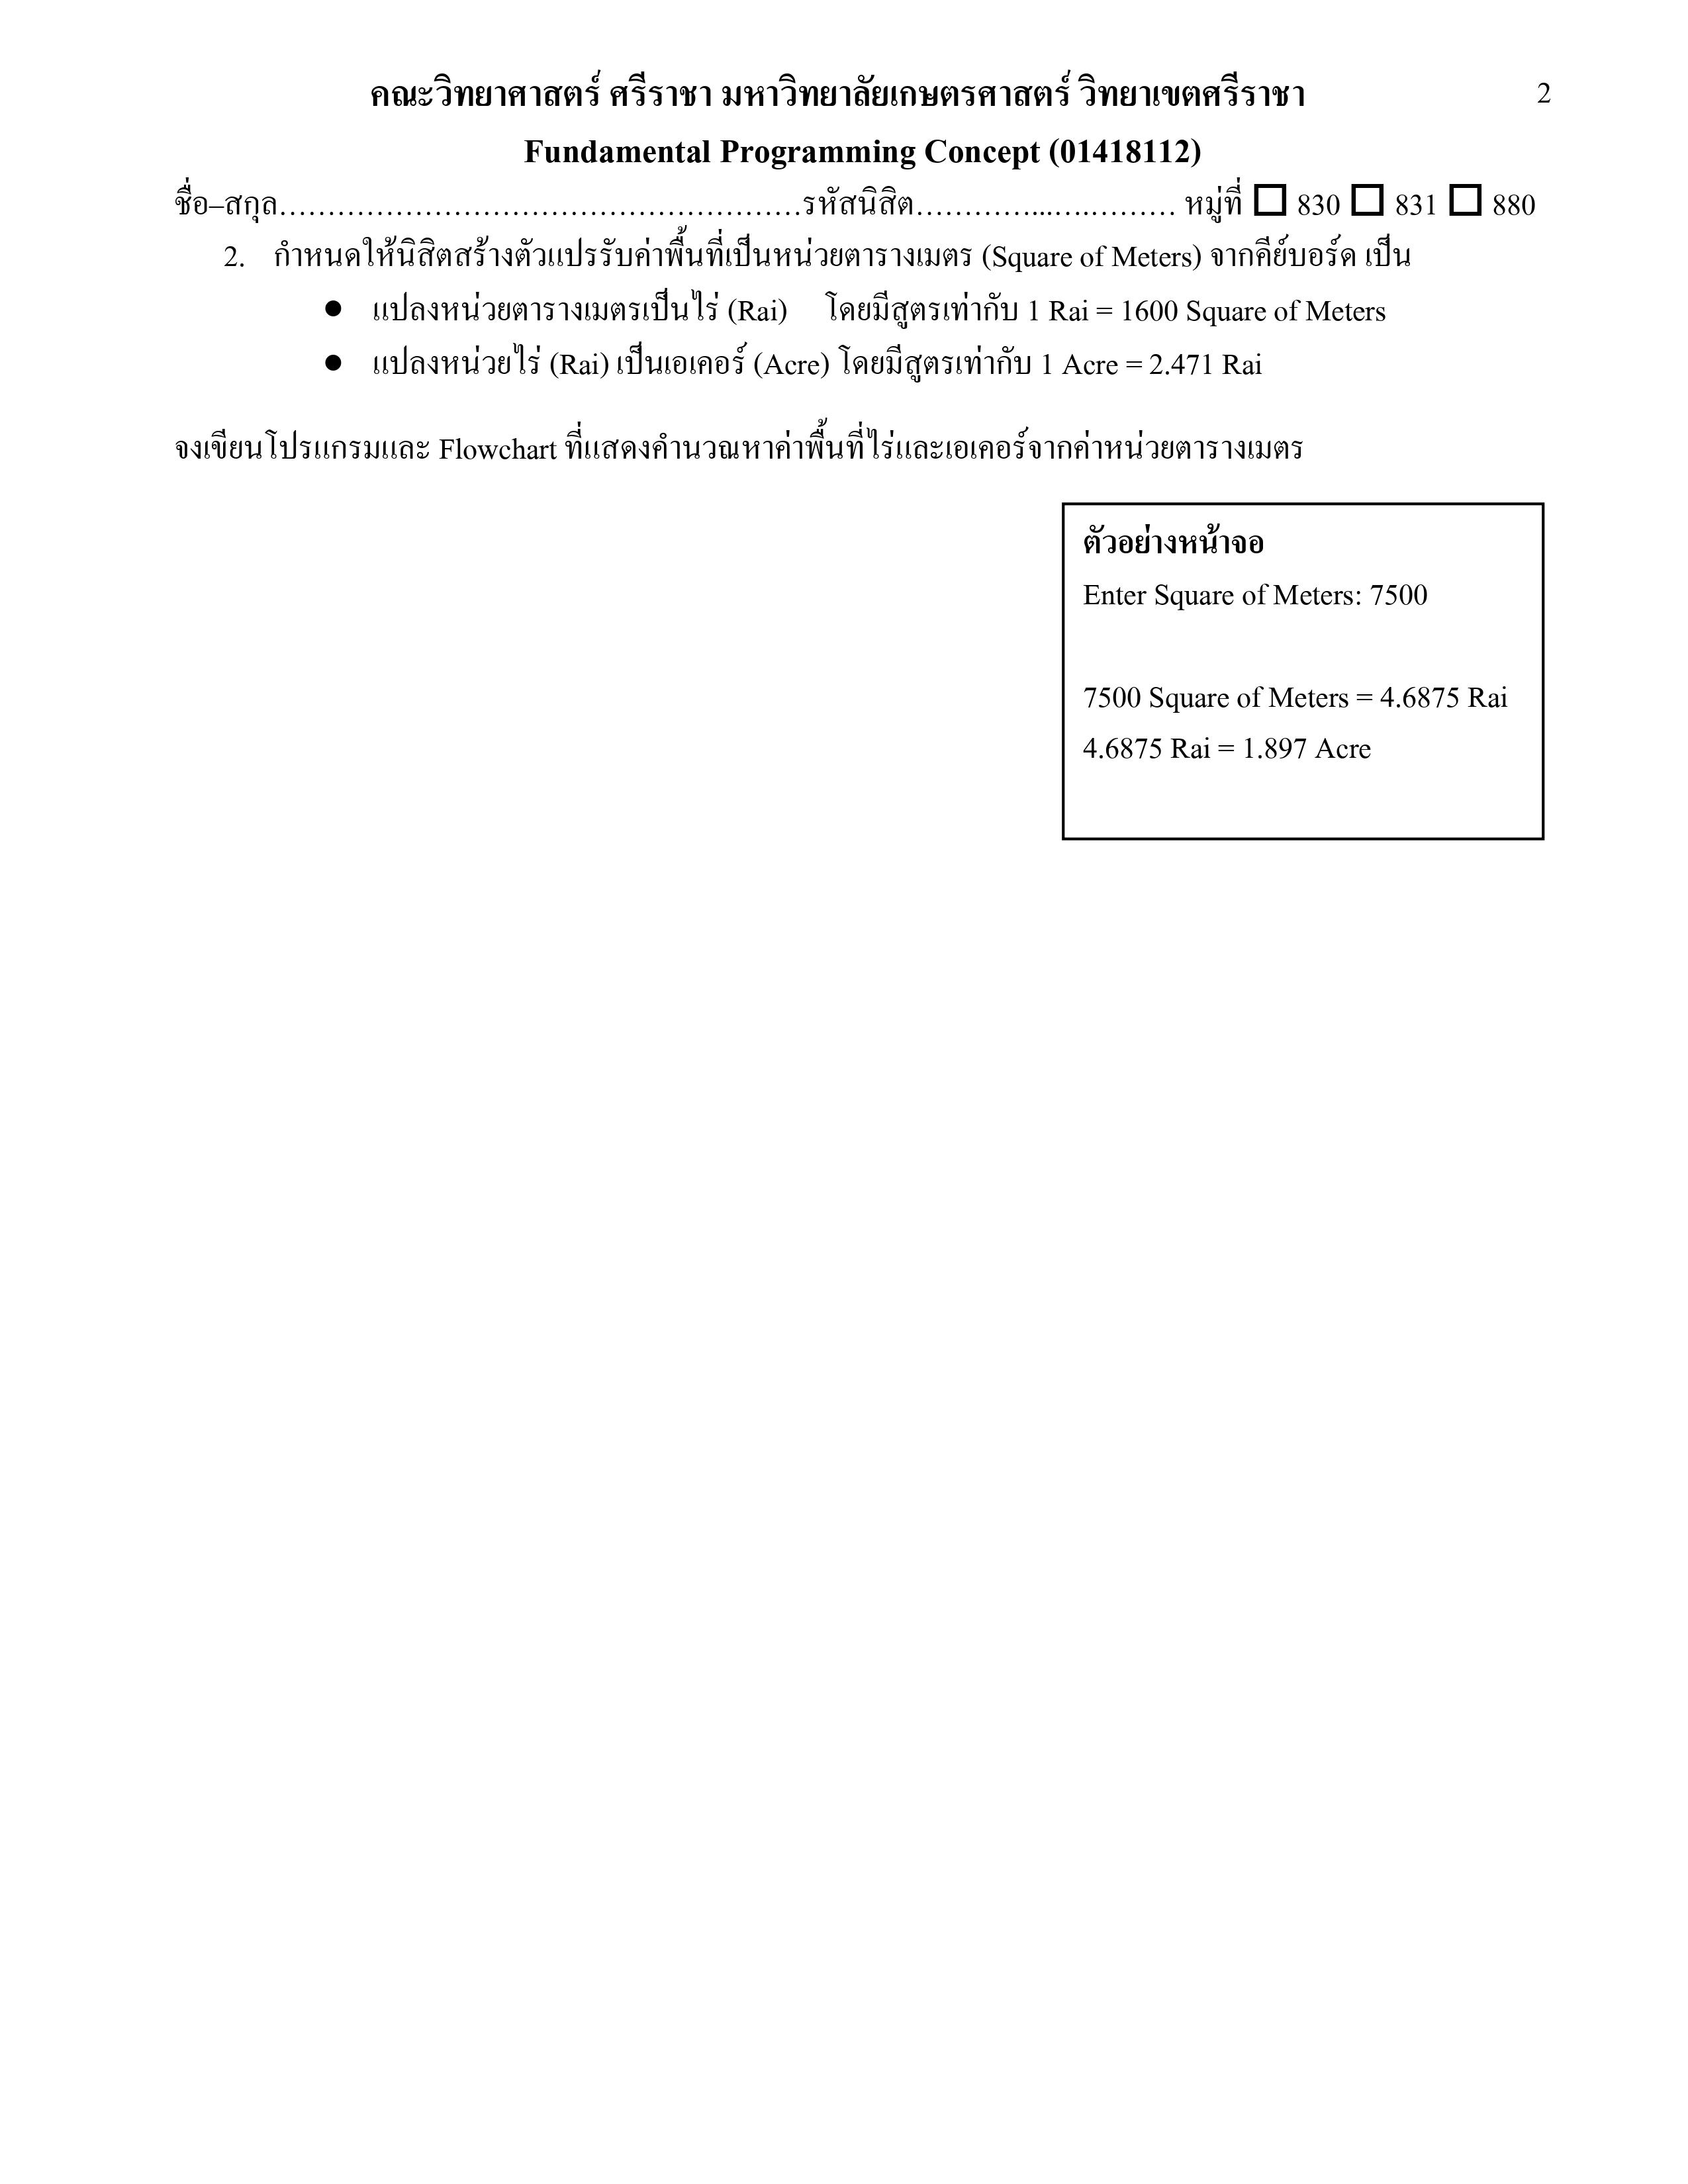 คณะวิทยาศาสตร์ ศรีราชา มหาวิทยาลัยเกษตรศาสตร์ วิทยาเขตศรีราชา 2
Fundamental Programming Concept (01418112)
ชื่อ–สกุล………………………………………………รหัสนิสิต…………...….……… หมู่ที่ ☐ 830 ☐ 831 ☐ 880
2. กำหนดให้นิสิตสร้างตัวแปรรับค่าพื้นที่เป็นหน่วยตารางเมตร (Square of Meters) จากคีย์บอร์ด เป็น
● แปลงหน่วยตารางเมตรเป็นไร่ (Rai) โดยมีสูตรเท่ากับ 1 Rai = 1600 Square of Meters
● แปลงหน่วยไร่ (Rai) เป็นเอเคอร์ (Acre) โดยมีสูตรเท่ากับ 1 Acre = 2.471 Rai
จงเขียนโปรแกรมและ Flowchart ที่แสดงคำนวณหาค่าพื้นที่ไร่และเอเคอร์จากค่าหน่วยตารางเมตร
ตัวอย่างหน้าจอ
Enter Square of Meters: 7500
7500 Square of Meters = 4.6875 Rai
4.6875 Rai = 1.897 Acre